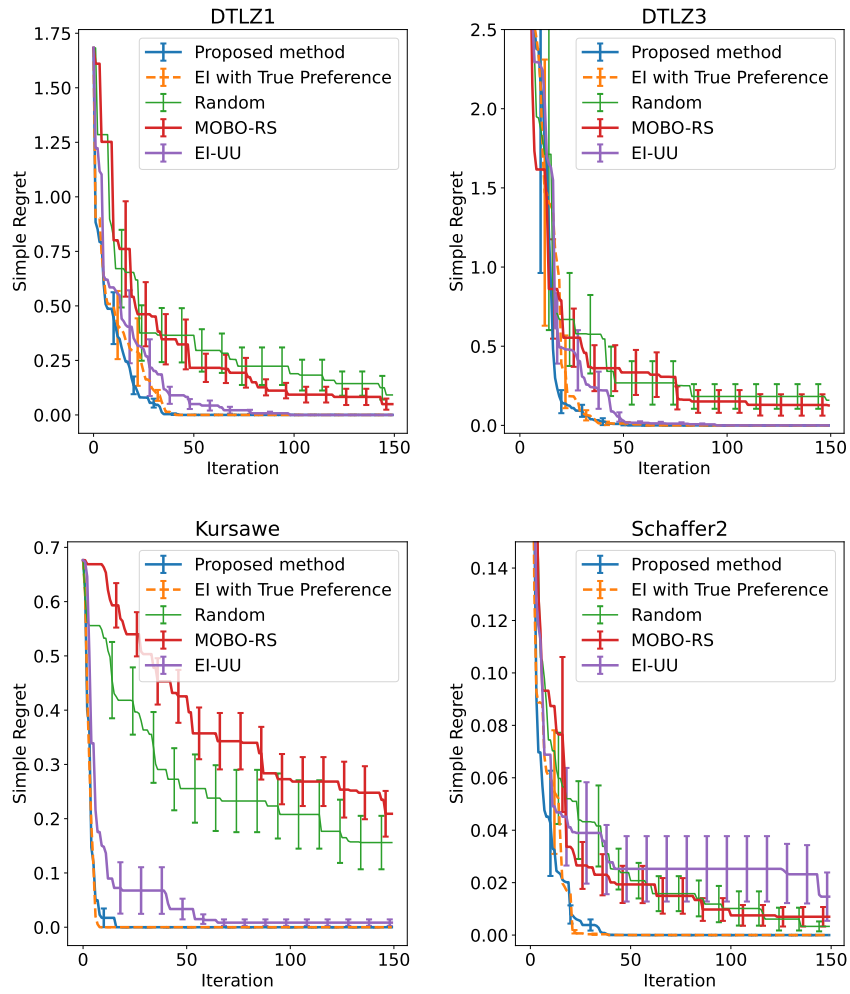 DTLZ1
1.75
1.50
1.25
1.00
0.75
0.50
0.25
0.00
Simple Regret
Proposed method
EI with True Preference
Random
MOBO-RS
EI-UU
0
50
100
150
Iteration
DTLZ3
2.5
2.0
1.5
1.0
0.5
0.0
Simple Regret
Proposed method
EI with True Preference
Random
MOBO-RS
EI-UU
0
50
100
150
Iteration
Kursawe
0.7
0.6
0.5
0.4
0.3
0.2
0.1
0.0
Simple Regret
Proposed method
EI with True Preference
Random
MOBO-RS
EI-UU
0
50
100
150
Iteration
Schaffer2
0.14
0.12
0.10
0.08
0.06
0.04
0.02
0.00
Simple Regret
Proposed method
EI with True Preference
Random
MOBO-RS
EI-UU
0
50
100
150
Iteration